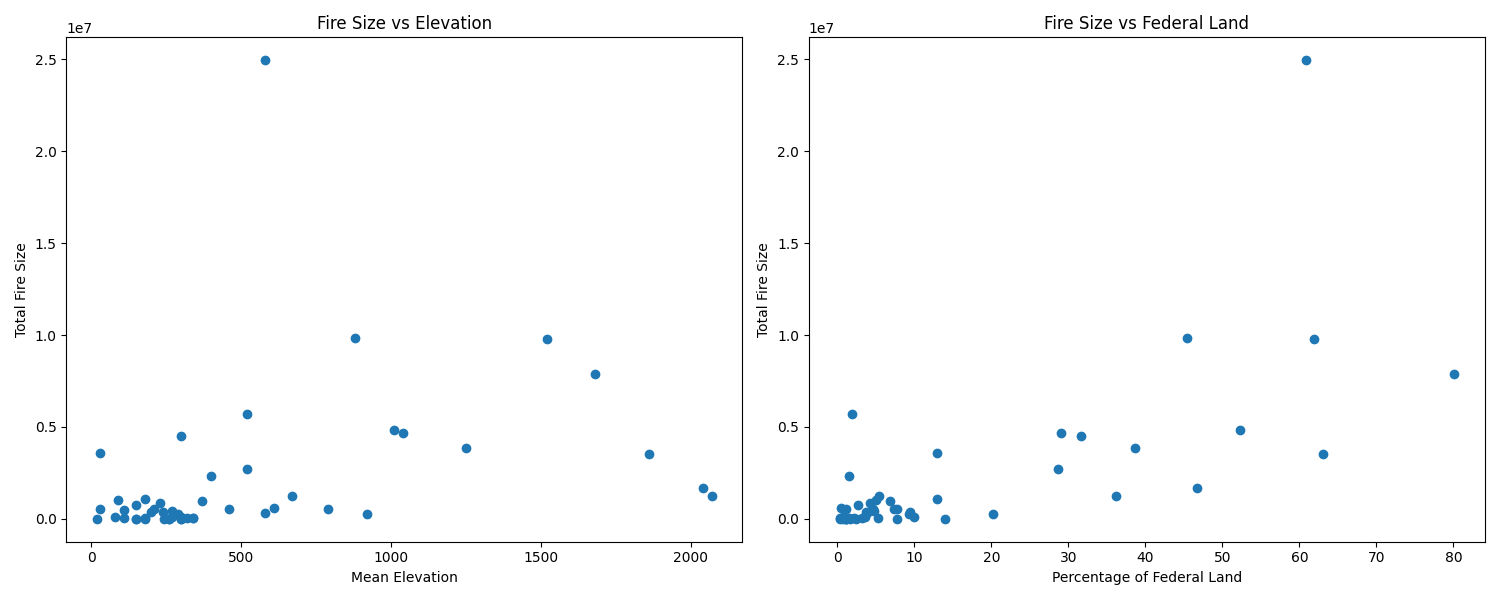 Fire Size vs Elevation
1e7
2.5
2.0
1.5
1.0
0.5
0.0
Total Fire Size
0 500 1000 1500 2000
Mean Elevation
Fire Size vs Federal Land
1e7
2.5
2.0
1.5
1.0
0.5
0.0
Total Fire Size
0 10 20 30 40 50 60 70 80
Percentage of Federal Land